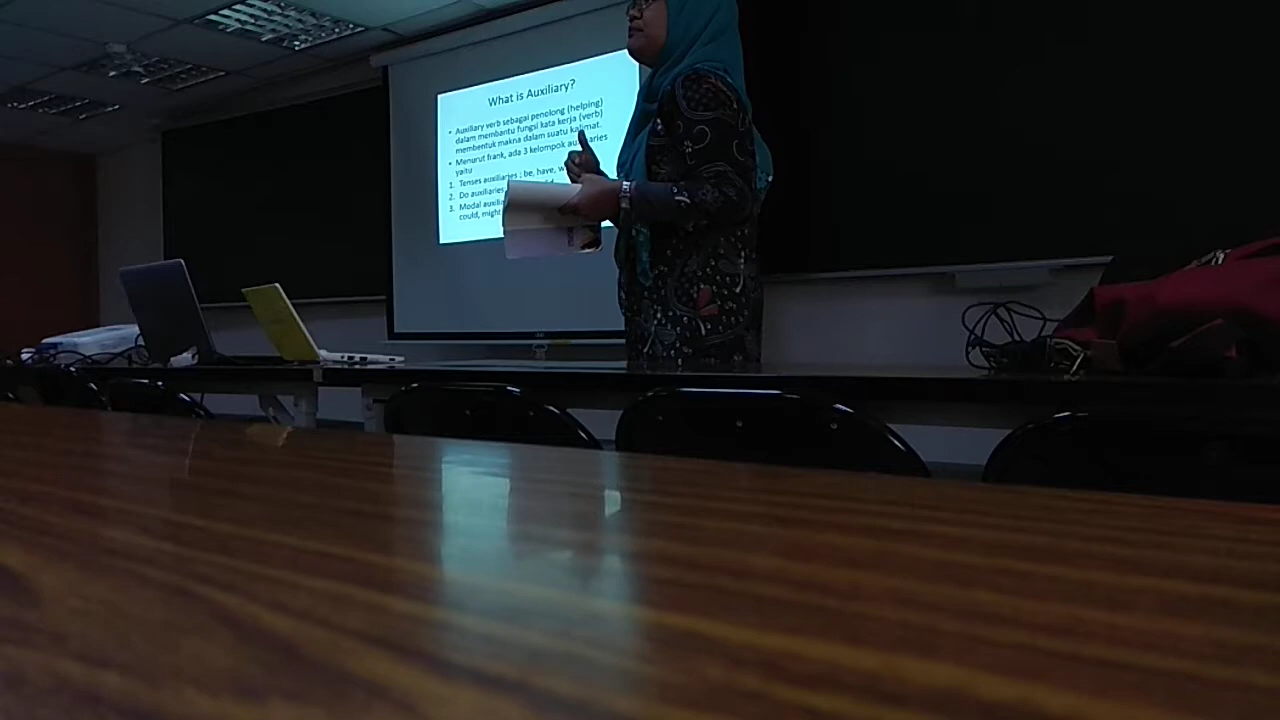 What is Auxiliary?
• Auxiliary verb sebagai penolong (helping)
dalam membantu fungsi kata kerja (verb)
membentuk makna dalam suatu kalimat.
• Menurut frank, ada 3 kelompok auxiliaries
yaitu
1. Tenses auxiliaries ; be, have,
2. Do auxiliaries
3. Modal
could, might